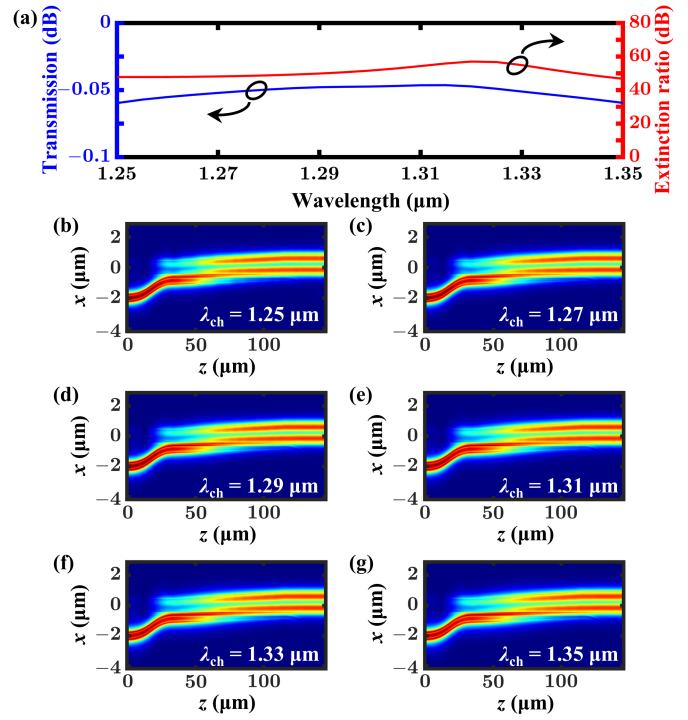 (a)
Transmission (dB)
0
−0.05
−0.1
80
60
40
20
0
Extinction ratio (dB)
1.25 1.27 1.29 1.31 1.33 1.35
Wavelength (μm)
(b)
x (μm)
2
0
−2
−4
λch = 1.25 μm
0 50 100
z (μm)
(c)
x (μm)
2
0
−2
−4
λch = 1.27 μm
0 50 100
z (μm)
(d)
x (μm)
2
0
−2
−4
λch = 1.29 μm
0 50 100
z (μm)
(e)
x (μm)
2
0
−2
−4
λch = 1.31 μm
0 50 100
z (μm)
(f)
x (μm)
2
0
−2
−4
λch = 1.33 μm
0 50 100
z (μm)
(g)
x (μm)
2
0
−2
−4
λch = 1.35 μm
0 50 100
z (μm)